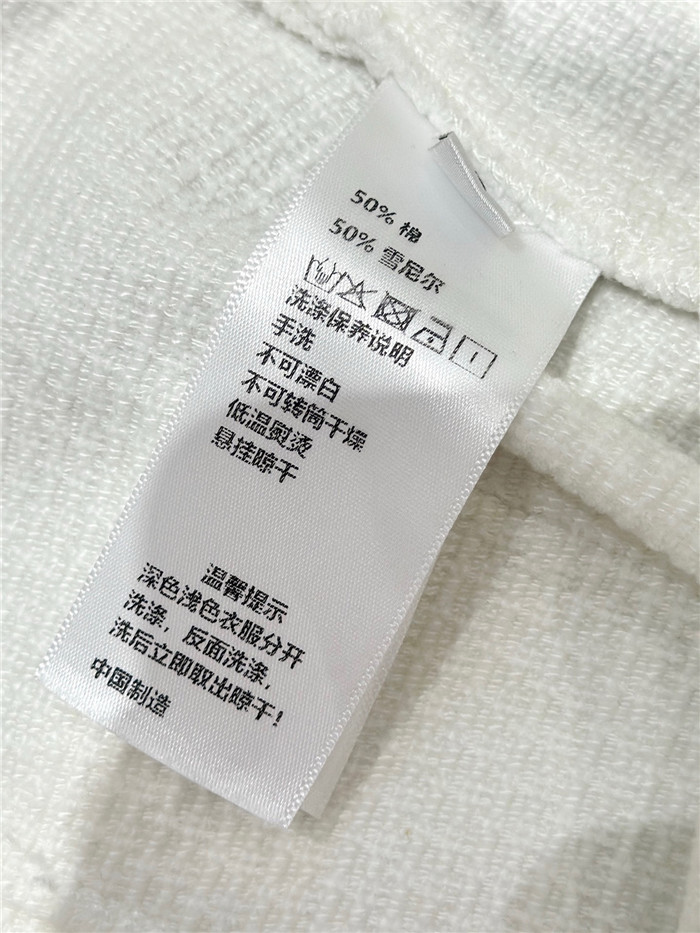 50% 棉
50% 雪尼尔
洗涤保养说明
手洗
不可漂白
不可转筒干燥
低温熨烫
悬挂晾干
温馨提示
深色浅色衣服分开
洗涤，反面洗涤，
洗后立即取出晾干！
中国制造